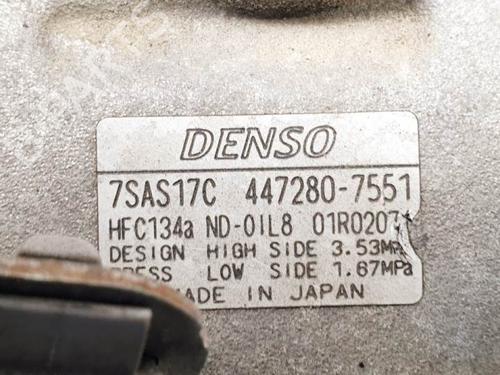 DENSO
7SAS17C 447280-7551
HFC134a ND-OIL8 01R0207
DESIGN HIGH SIDE 3.53MPa
LOW SIDE 1.67MPa
MADE IN JAPAN